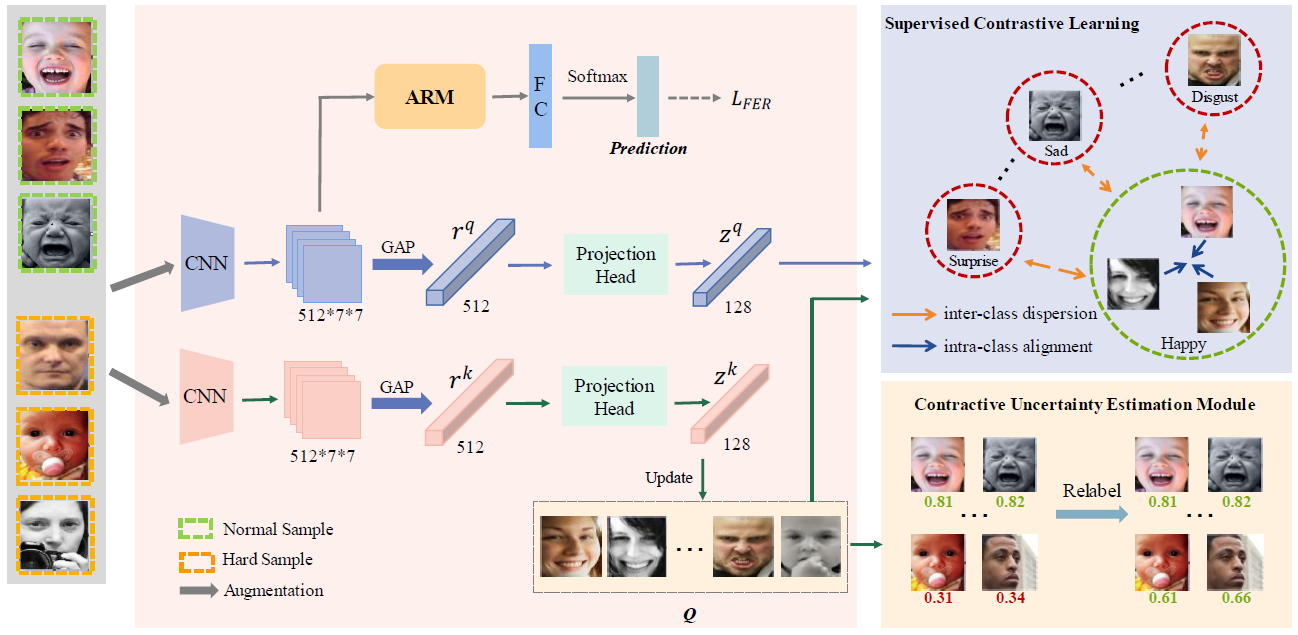 ARM
F
C
Softmax
L_{FER}
Prediction
CNN
512*7*7
GAP
r^q
512
Projection
Head
z^q
128
CNN
512*7*7
GAP
r^k
512
Projection
Head
z^k
128
Update
Q
Normal Sample
Hard Sample
Augmentation
Supervised Contrastive Learning
Disgust
Sad
Surprise
Happy
inter-class dispersion
intra-class alignment
Contractive Uncertainty Estimation Module
0.81
0.82
0.31
0.34
Relabel
0.81
0.82
0.61
0.66